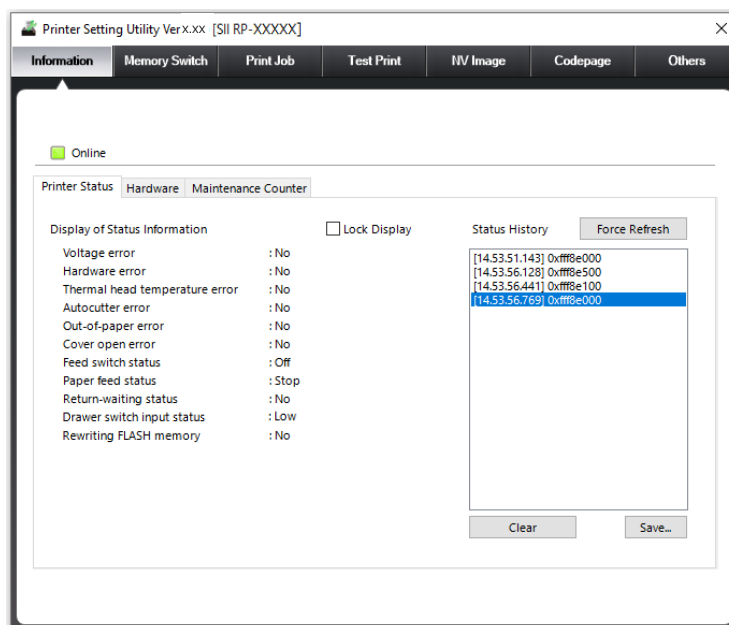 Printer Setting Utility Ver x.xx [SII RP-XXXXX]
Information Memory Switch Print Job Test Print NV Image Codepage Others
Online
Printer Status Hardware Maintenance Counter
Display of Status Information Lock Display Status History Force Refresh
Voltage error : No
Hardware error : No
Thermal head temperature error : No
Autocutter error : No
Out-of-paper error : No
Cover open error : No
Feed switch status : Off
Paper feed status : Stop
Return-waiting status : No
Drawer switch input status : Low
Rewriting FLASH memory : No
[14.53.51.143] 0xfff8e000
[14.53.56.128] 0xfff8e500
[14.53.56.441] 0xfff8e100
[14.53.56.769] 0xfff8e000
Clear Save...